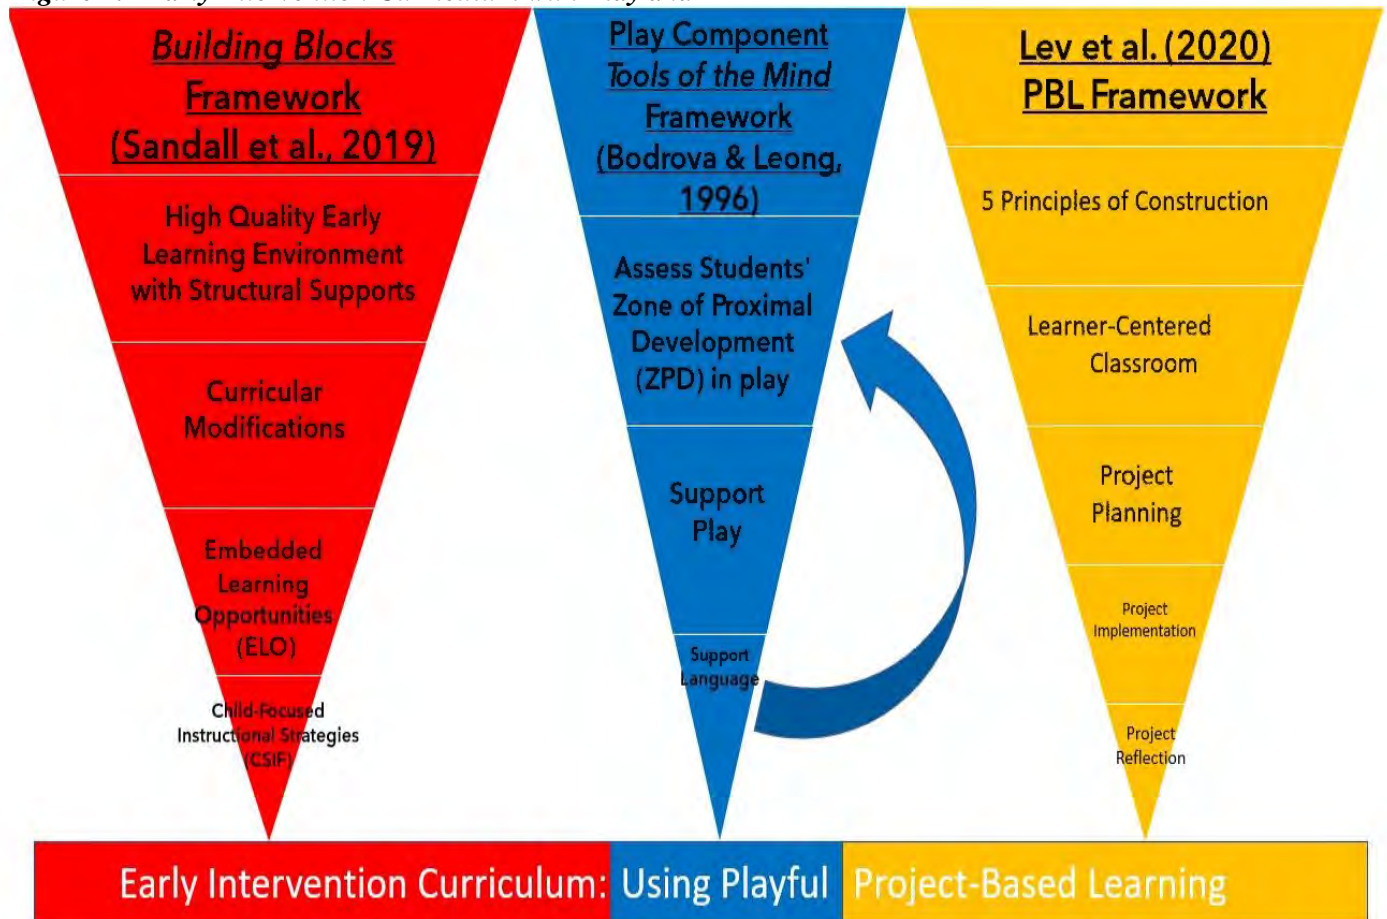 Building Blocks
Framework
(Sandall et al., 2019)
High Quality Early
Learning Environment
with Structural Supports
Curricular
Modifications
Embedded
Learning
Opportunities
(ELO)
Child-Focused
Instructional Strategies
(CSIF)
Play Component
Tools of the Mind
Framework
(Bodrova & Leong,
1996)
Assess Students'
Zone of Proximal
Development
(ZPD) in play
Support
Play
Support
Language
Lev et al. (2020)
PBL Framework
5 Principles of Construction
Learner-Centered
Classroom
Project
Planning
Project
Implementation
Project
Reflection
Early Intervention Curriculum: Using Playful Project-Based Learning